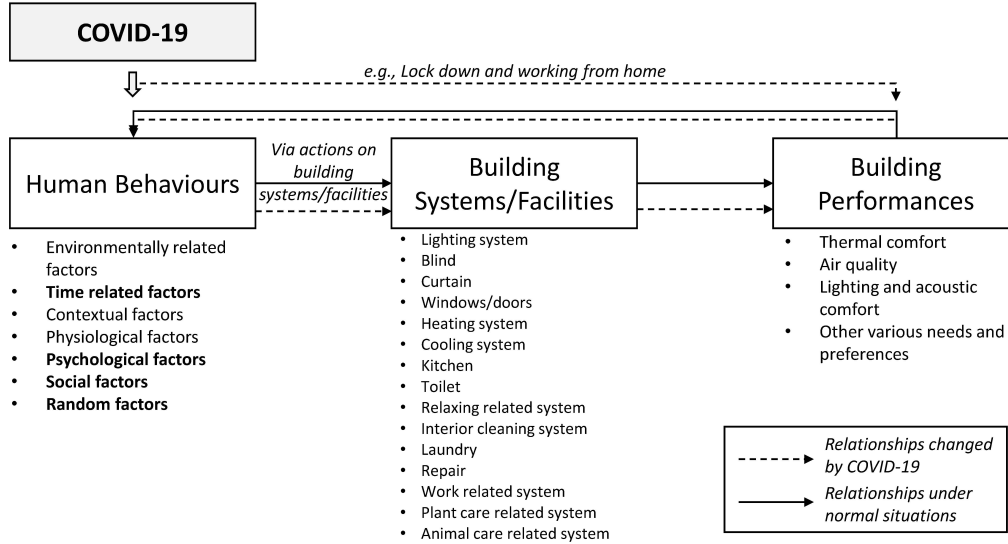 COVID-19
e.g., Lock down and working from home
Human Behaviours
Via actions on
building
systems/facilities
Building
Systems/Facilities
Building
Performances
• Environmentally related
factors
• Time related factors
• Contextual factors
• Physiological factors
• Psychological factors
• Social factors
• Random factors
• Lighting system
• Blind
• Curtain
• Windows/doors
• Heating system
• Cooling system
• Kitchen
• Toilet
• Relaxing related system
• Interior cleaning system
• Laundry
• Repair
• Work related system
• Plant care related system
• Animal care related system
• Thermal comfort
• Air quality
• Lighting and acoustic
comfort
• Other various needs and
preferences
Relationships changed
by COVID-19
Relationships under
normal situations